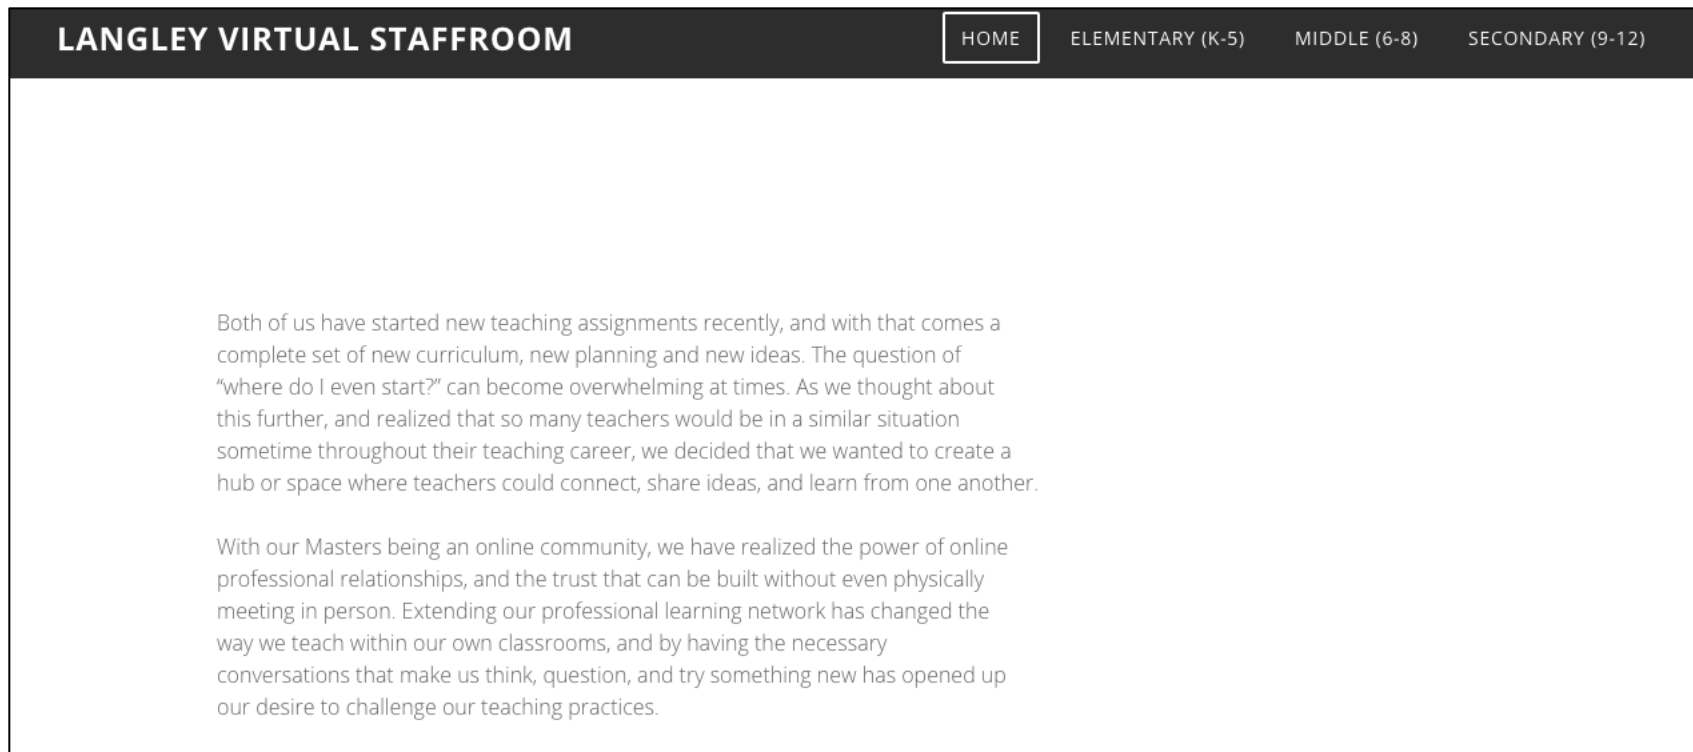 LANGLEY VIRTUAL STAFFROOM HOME ELEMENTARY (K-5) MIDDLE (6-8) SECONDARY (9-12)
Both of us have started new teaching assignments recently, and with that comes a
complete set of new curriculum, new planning and new ideas. The question of
“where do I even start?” can become overwhelming at times. As we thought about
this further, and realized that so many teachers would be in a similar situation
sometime throughout their teaching career, we decided that we wanted to create a
hub or space where teachers could connect, share ideas, and learn from one another.
With our Masters being an online community, we have realized the power of online
professional relationships, and the trust that can be built without even physically
meeting in person. Extending our professional learning network has changed the
way we teach within our own classrooms, and by having the necessary
conversations that make us think, question, and try something new has opened up
our desire to challenge our teaching practices.